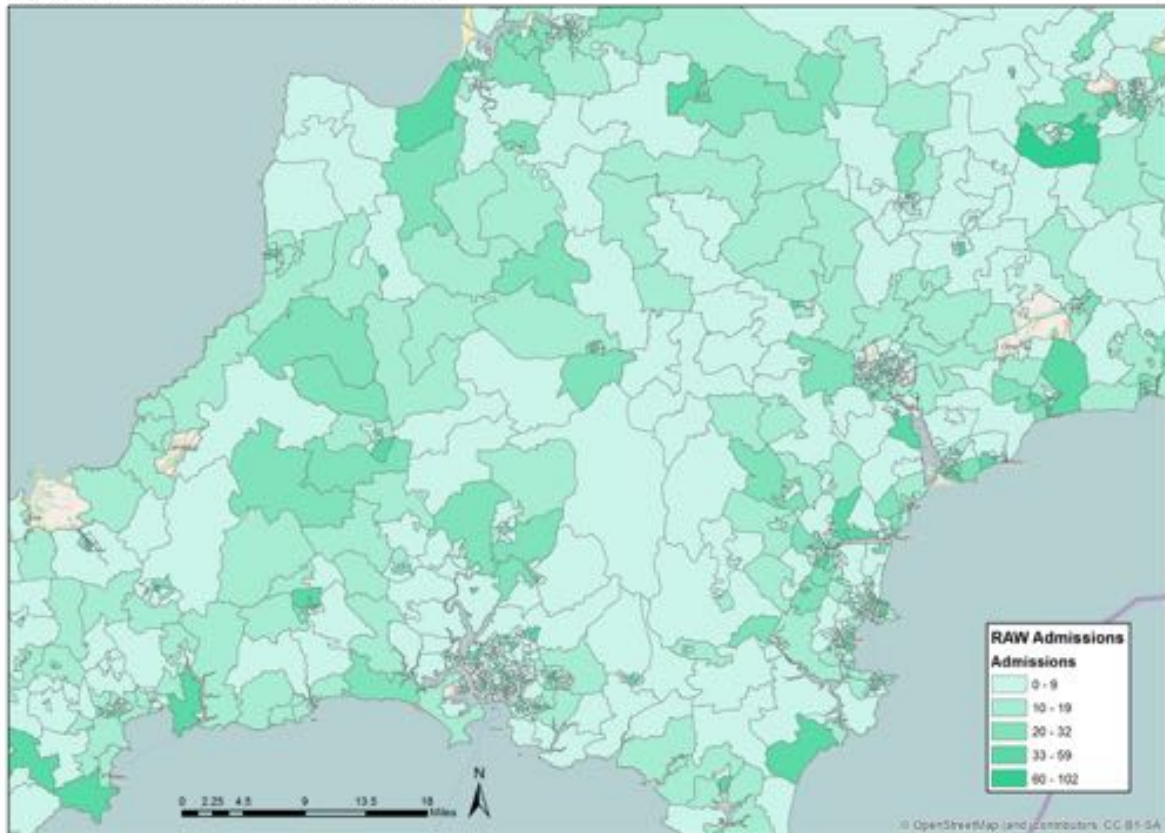 RAW Admissions
Admissions
0 - 9
10 - 19
20 - 32
33 - 59
60 - 102
N
0 2.25 4.5 9 13.5 18
Miles
© OpenStreetMap (and) contributors, CC-BY-SA